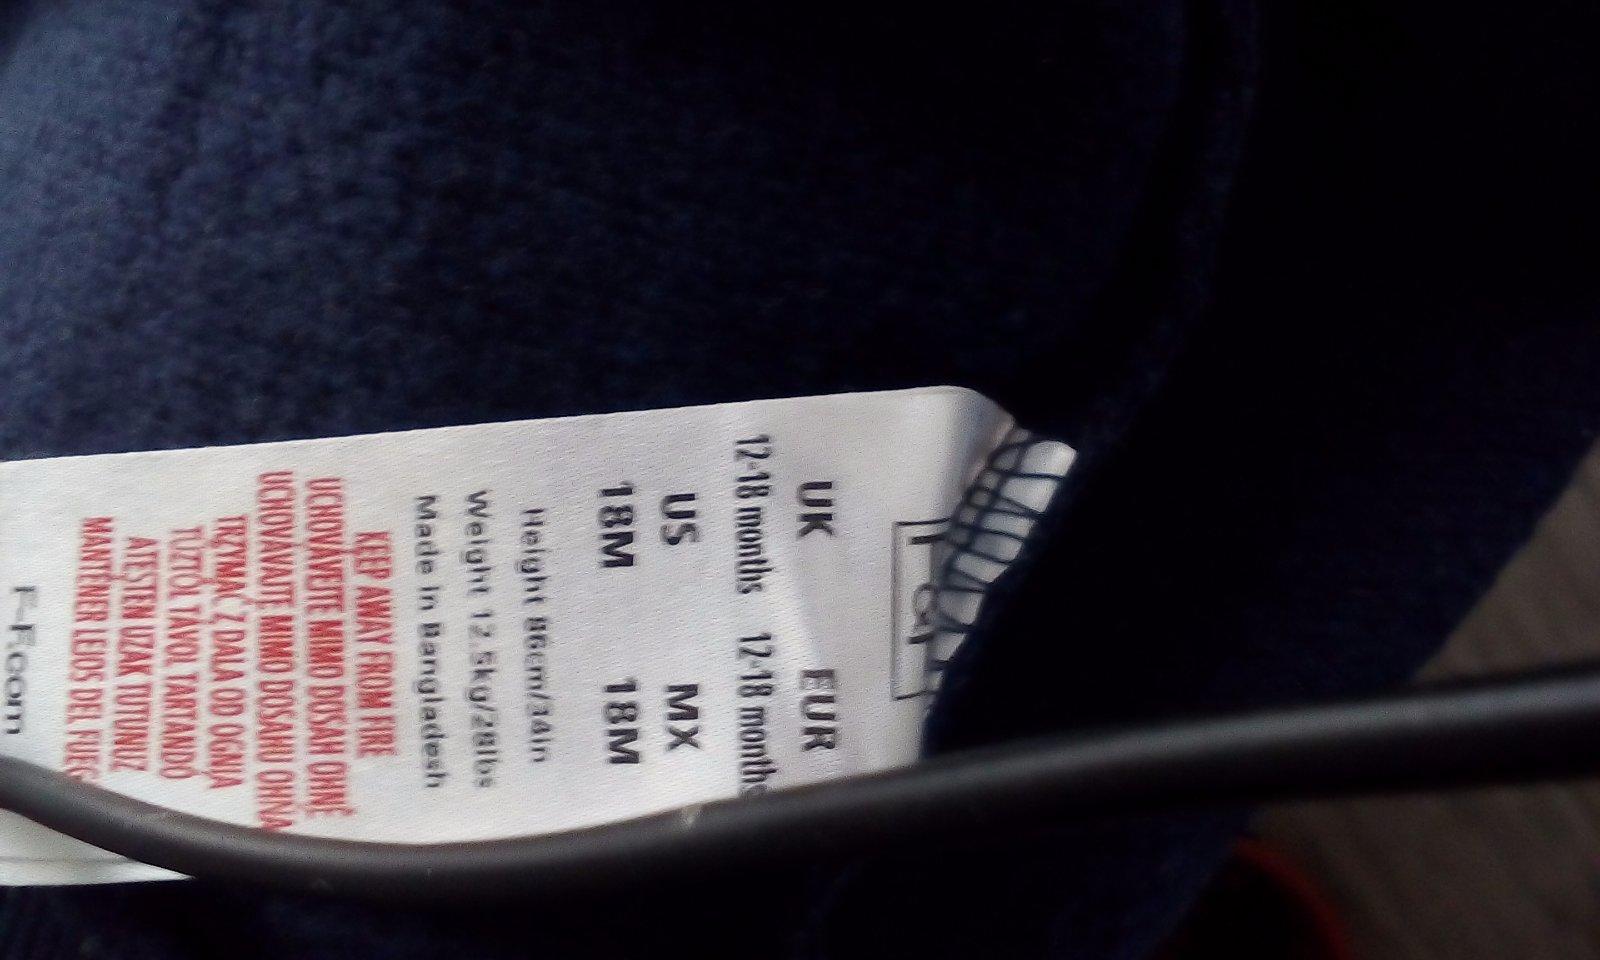 UK EUR
12-18 months 12-18 months
US MX
18M 18M
Height 86cm/34in
Weight 12.5kg/28lbs
Made in Bangladesh
KEEP AWAY FROM FIRE
UCHOVÁVEJTE MIMO DOSAH OHNĚ
UCHOVÁVAJTE MIMO DOSAHU OHŇA
TRZYMAĆ Z DALA OD OGNIA
TŰZTŐL TÁVOL TARTANDÓ
ATEŞTEN UZAK TUTUNUZ
MANTENER LEJOS DEL